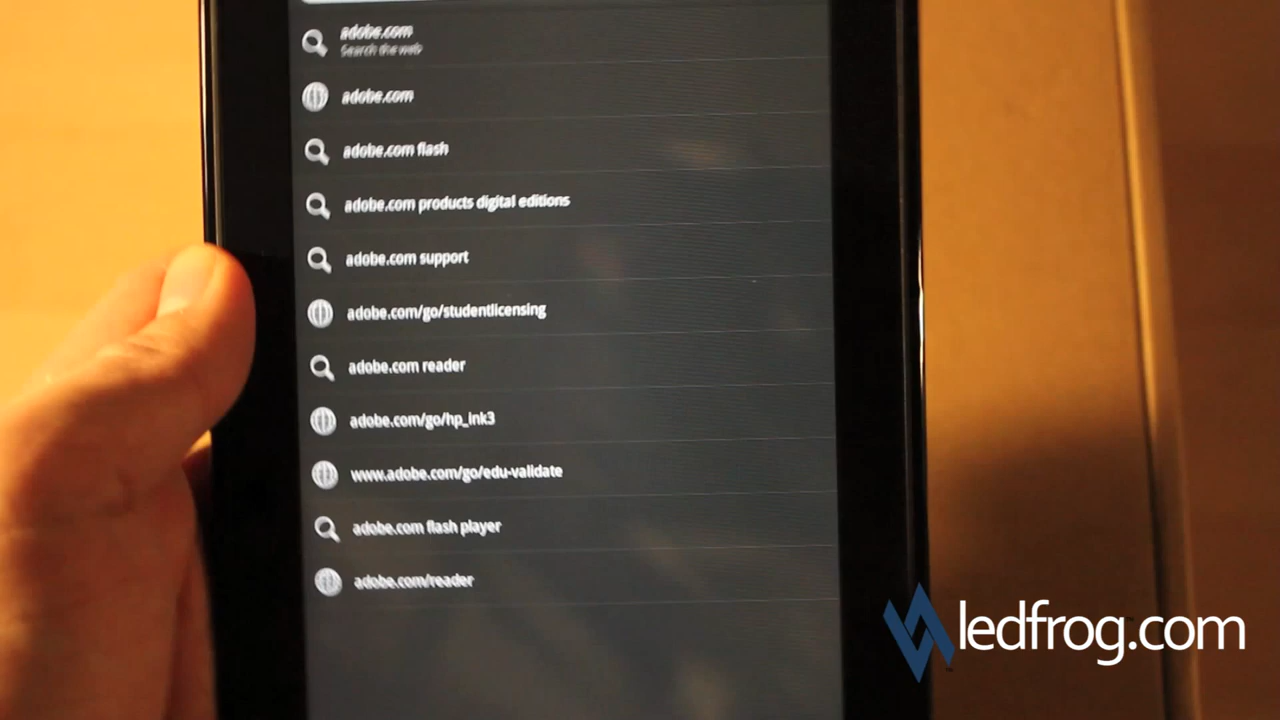 adobe.com
Search the web
adobe.com
adobe.com flash
adobe.com products digital editions
adobe.com support
adobe.com/go/studentlicensing
adobe.com reader
adobe.com/go/hp_ink3
www.adobe.com/go/edu-validate
adobe.com flash player
adobe.com/reader
ledfrog.com